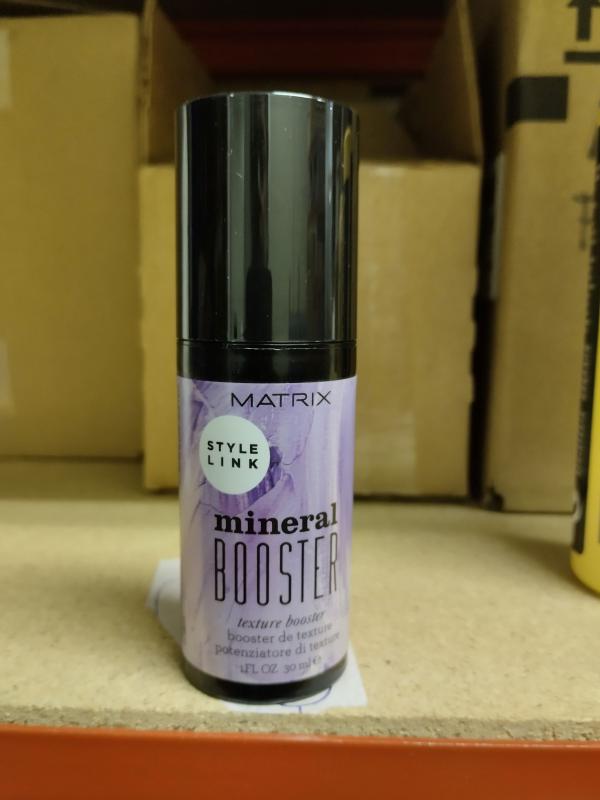 MATRIX
STYLE
LINK
mineral
BOOSTER
texture booster
booster de texture
potenziatore di texture
1FL OZ 30 ml e